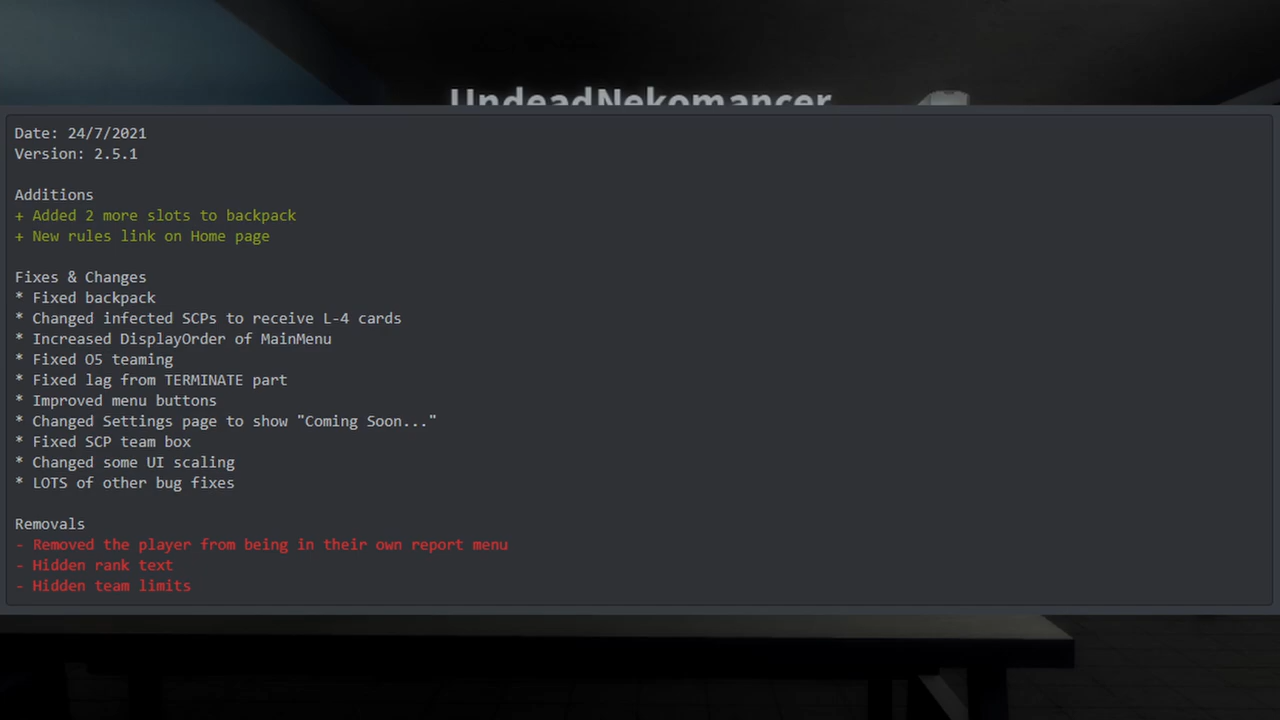 UndeadNekomancer
Date: 24/7/2021
Version: 2.5.1
Additions
+ Added 2 more slots to backpack
+ New rules link on Home page
Fixes & Changes
* Fixed backpack
* Changed infected SCPs to receive L-4 cards
* Increased DisplayOrder of MainMenu
* Fixed O5 teaming
* Fixed lag from TERMINATE part
* Improved menu buttons
* Changed Settings page to show "Coming Soon..."
* Fixed SCP team box
* Changed some UI scaling
* LOTS of other bug fixes
Removals
- Removed the player from being in their own report menu
- Hidden rank text
- Hidden team limits